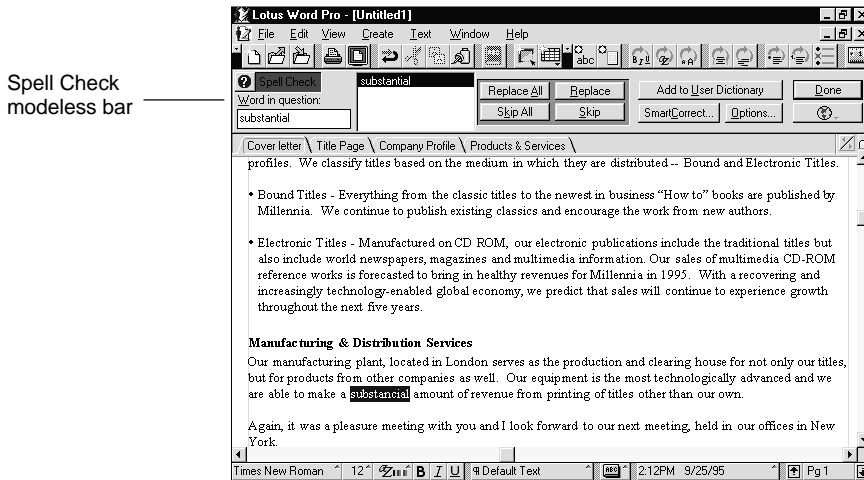 Lotus Word Pro - [Untitled1]
File Edit View Create Text Window Help
Spell Check
modeless bar
Spell Check
Word in question:
substantial
substantial
Replace All Replace Add to User Dictionary Done
Skip All Skip SmartCorrect... Options...
Cover letter \ Title Page \ Company Profile \ Products & Services \
profiles. We classify titles based on the medium in which they are distributed -- Bound and Electronic Titles.
• Bound Titles - Everything from the classic titles to the newest in business “How to” books are published by
Millennia. We continue to publish existing classics and encourage the work from new authors.
• Electronic Titles - Manufactured on CD ROM, our electronic publications include the traditional titles but
also include world newspapers, magazines and multimedia information. Our sales of multimedia CD-ROM
reference works is forecasted to bring in healthy revenues for Millennia in 1995. With a recovering and
increasingly technology-enabled global economy, we predict that sales will continue to experience growth
throughout the next five years.
Manufacturing & Distribution Services
Our manufacturing plant, located in London serves as the production and clearing house for not only our titles,
but for products from other companies as well. Our equipment is the most technologically advanced and we
are able to make a substancial amount of revenue from printing of titles other than our own.
Again, it was a pleasure meeting with you and I look forward to our next meeting, held in our offices in New
York.
Times New Roman 12 B I U ¶ Default Text ABC 2:12PM 9/25/95 Pg 1